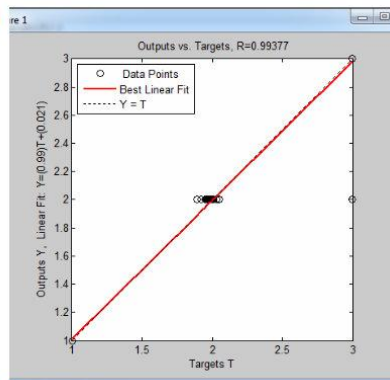 re 1
Outputs vs. Targets, R=0.99377
Data Points
Best Linear Fit
Y = T
3
2.8
2.6
2.4
2.2
2
1.8
1.6
1.4
1.2
1
Outputs Y, Linear Fit: Y=(0.99)T+(0.021)
1 1.5 2 2.5 3
Targets T